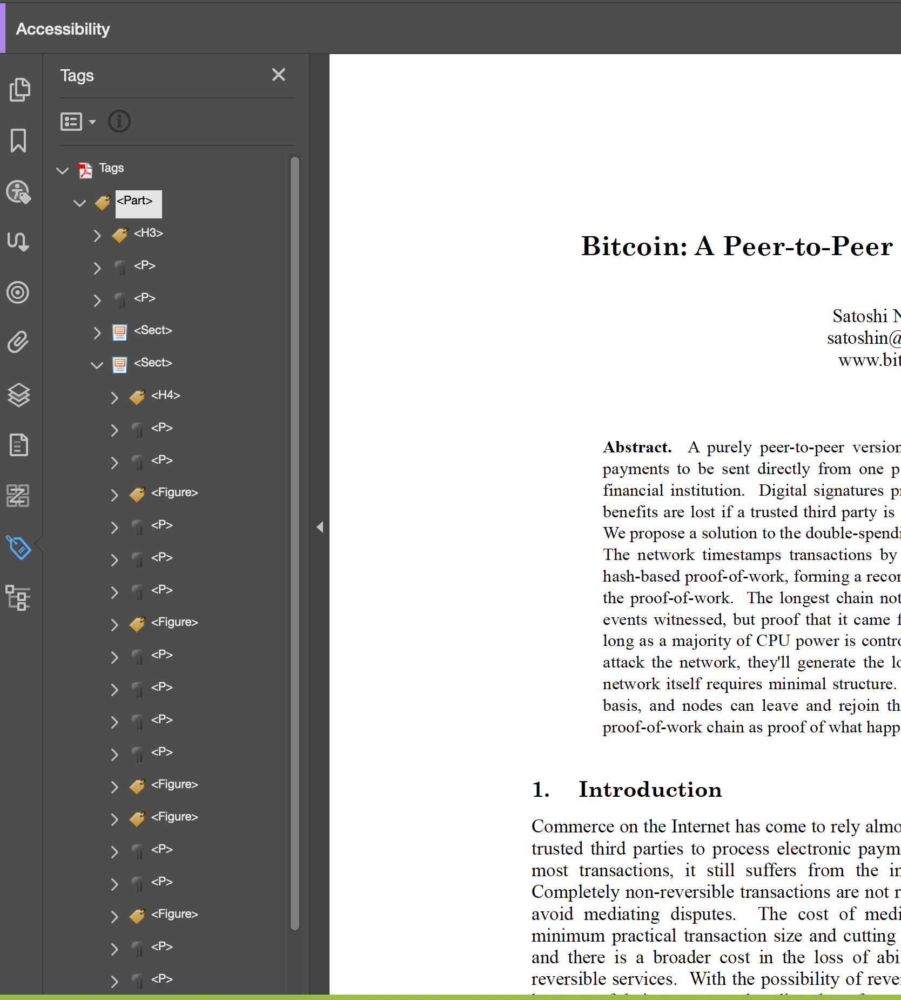 Accessibility
Tags
Tags
<Part>
<H3>
<P>
<P>
<Sect>
<Sect>
<H4>
<P>
<P>
<Figure>
<P>
<P>
<P>
<Figure>
<P>
<P>
<P>
<P>
<Figure>
<Figure>
<P>
<P>
<Figure>
<P>
<P>
Bitcoin: A Peer-to-Peer
Satoshi N
satoshin@
www.bit
Abstract. A purely peer-to-peer version
payments to be sent directly from one p
financial institution. Digital signatures pr
benefits are lost if a trusted third party is
We propose a solution to the double-spendi
The network timestamps transactions by
hash-based proof-of-work, forming a recor
the proof-of-work. The longest chain not
events witnessed, but proof that it came f
long as a majority of CPU power is contro
attack the network, they'll generate the lo
network itself requires minimal structure.
basis, and nodes can leave and rejoin th
proof-of-work chain as proof of what happ
1. Introduction
Commerce on the Internet has come to rely almo
trusted third parties to process electronic paym
most transactions, it still suffers from the in
Completely non-reversible transactions are not r
avoid mediating disputes. The cost of medi
minimum practical transaction size and cutting
and there is a broader cost in the loss of abil
reversible services. With the possibility of reve